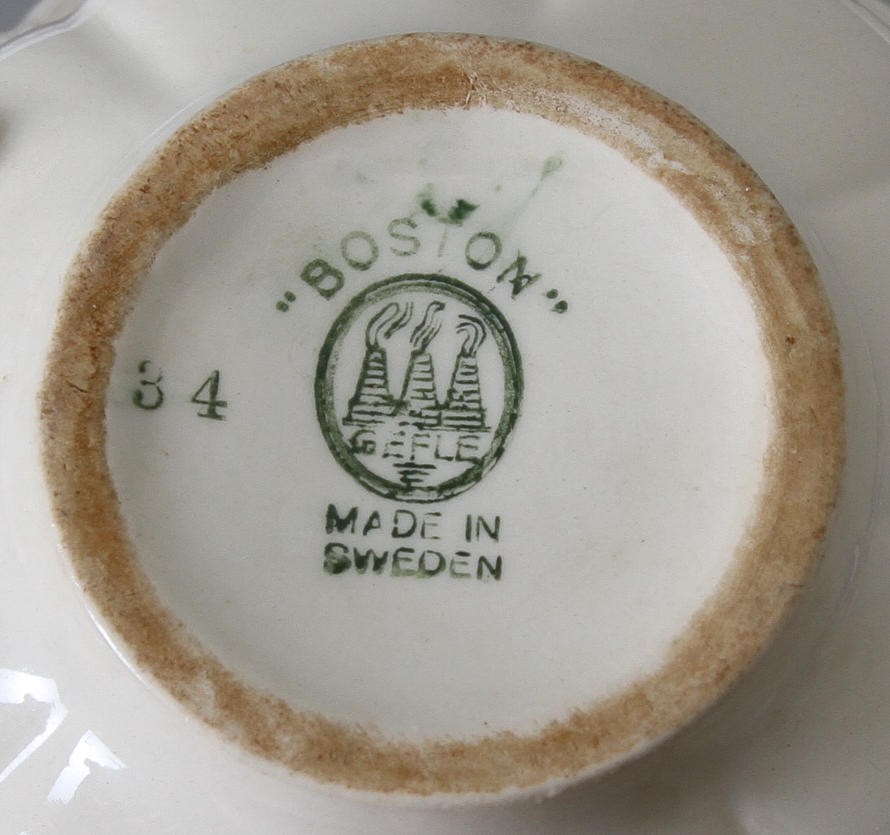 "BOSTON"
34
GEFLE
MADE IN
SWEDEN